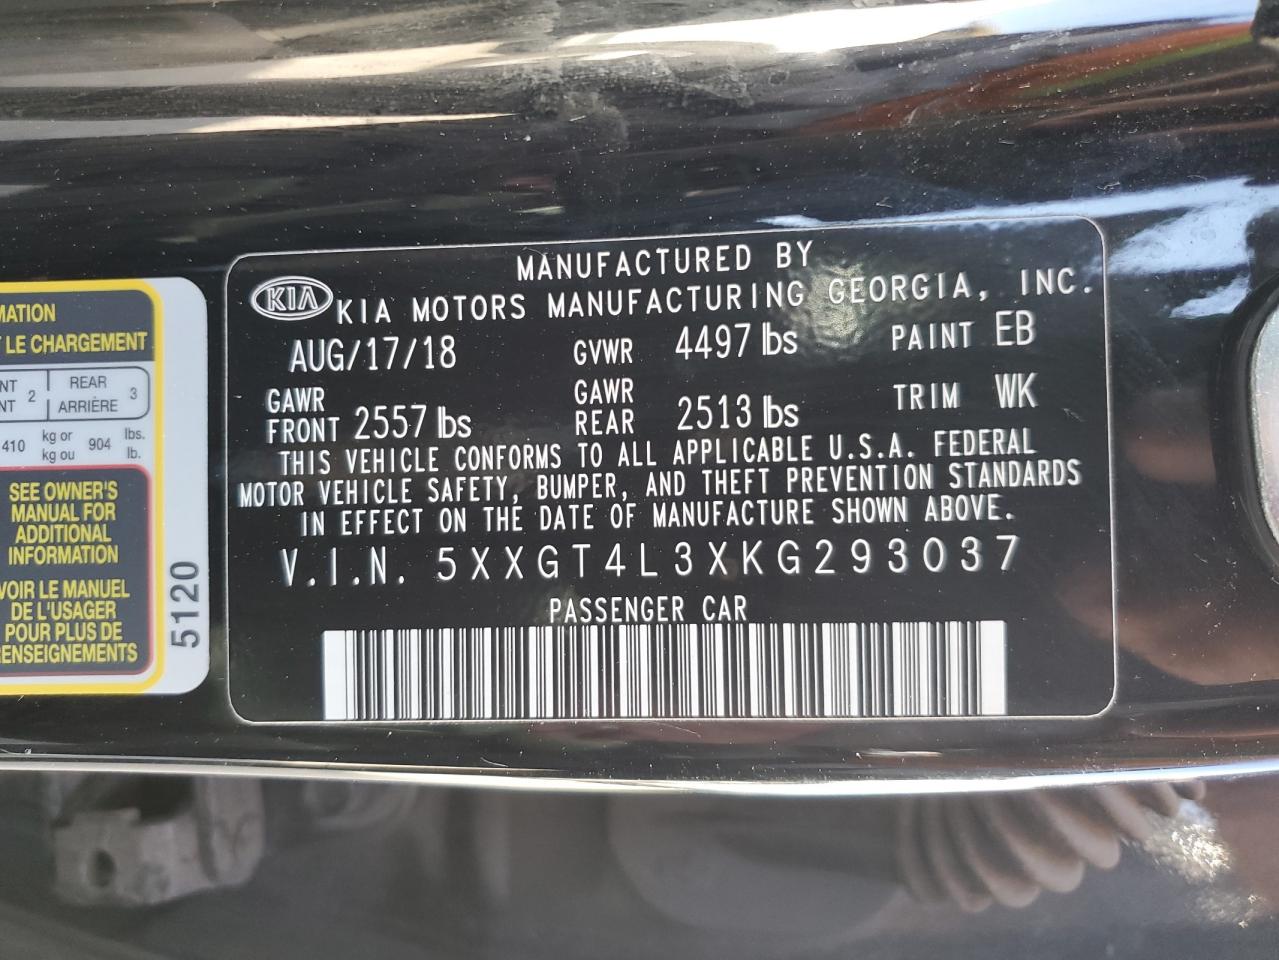 MATION
T LE CHARGEMENT
NT 2 REAR 3
NT ARRIÈRE
410 kg or 904 lbs.
kg ou lb.
SEE OWNER'S
MANUAL FOR
ADDITIONAL
INFORMATION
VOIR LE MANUEL
DE L'USAGER
POUR PLUS DE
RENSEIGNEMENTS
5120
MANUFACTURED BY
KIA KIA MOTORS MANUFACTURING GEORGIA, INC.
AUG/17/18 GVWR 4497 lbs PAINT EB
GAWR FRONT 2557 lbs GAWR REAR 2513 lbs TRIM WK
THIS VEHICLE CONFORMS TO ALL APPLICABLE U.S.A. FEDERAL
MOTOR VEHICLE SAFETY, BUMPER, AND THEFT PREVENTION STANDARDS
IN EFFECT ON THE DATE OF MANUFACTURE SHOWN ABOVE.
V.I.N. 5XXGT4L3XKG293037
PASSENGER CAR